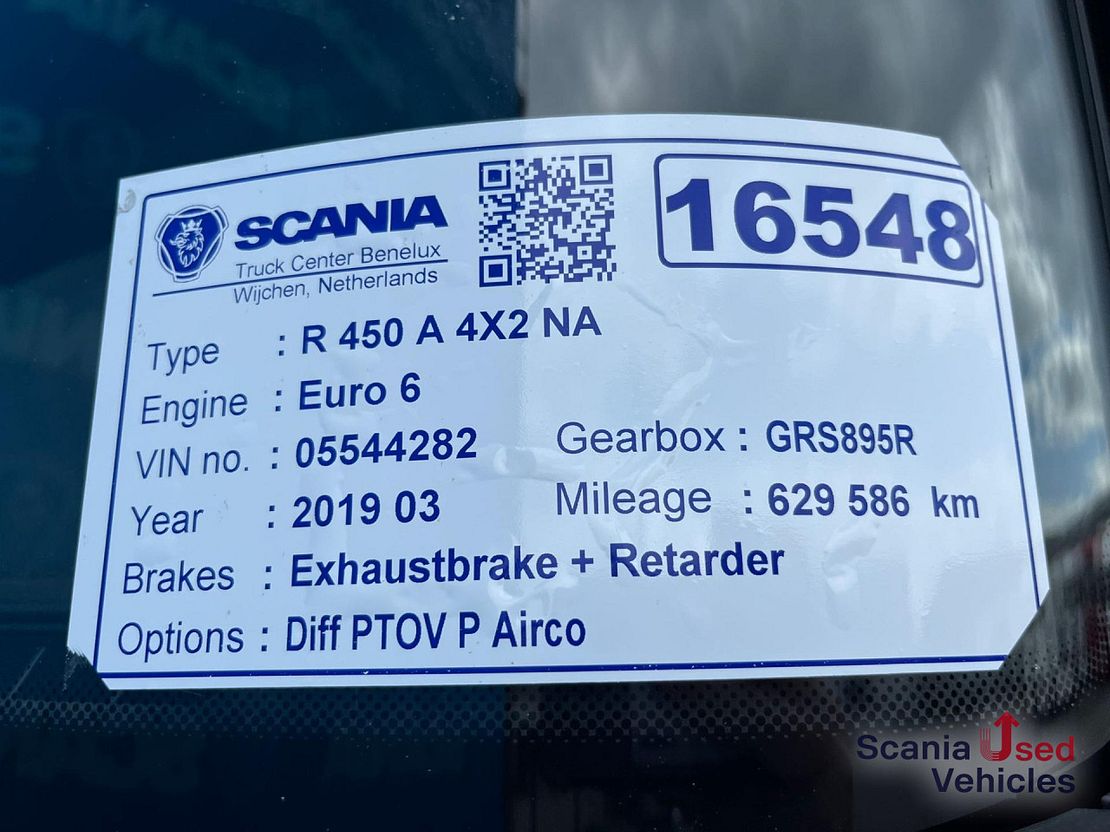 SCANIA
Truck Center Benelux
Wijchen, Netherlands
16548
Type : R 450 A 4X2 NA
Engine : Euro 6
VIN no. : 05544282 Gearbox : GRS895R
Year : 2019 03 Mileage : 629 586 km
Brakes : Exhaustbrake + Retarder
Options : Diff PTOV P Airco
Scania Used
Vehicles